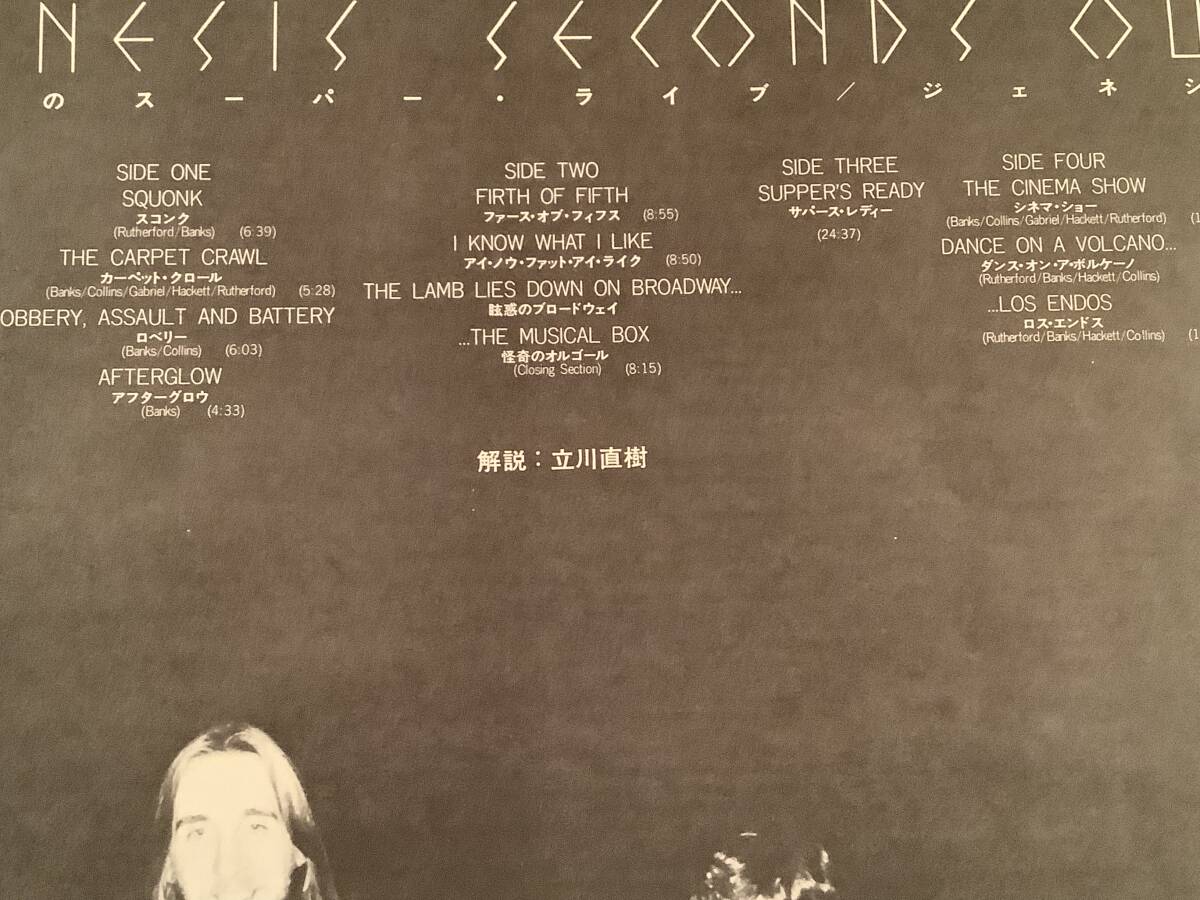 NESIS SECONDS OU
のスーパー・ライブ／ジェネシ
SIDE ONE
SQUONK
スコンク
(Rutherford/Banks) (6:39)
THE CARPET CRAWL
カーペット・クロール
(Banks/Collins/Gabriel/Hackett/Rutherford) (5:28)
OBBERY, ASSAULT AND BATTERY
ロベリー
(Banks/Collins) (6:03)
AFTERGLOW
アフターグロウ
(Banks) (4:33)
SIDE TWO
FIRTH OF FIFTH
ファース・オブ・フィフス (8:55)
I KNOW WHAT I LIKE
アイ・ノウ・ファット・アイ・ライク (8:50)
THE LAMB LIES DOWN ON BROADWAY...
眩惑のブロードウェイ
...THE MUSICAL BOX
怪奇のオルゴール
(Closing Section) (8:15)
SIDE THREE
SUPPER'S READY
サパース・レディー
(24:37)
SIDE FOUR
THE CINEMA SHOW
シネマ・ショー
(Banks/Collins/Gabriel/Hackett/Rutherford) (1
DANCE ON A VOLCANO...
ダンス・オン・ア・ボルケーノ
(Rutherford/Banks/Hackett/Collins)
...LOS ENDOS
ロス・エンドス
(Rutherford/Banks/Hackett/Collins) (1
解説：立川直樹